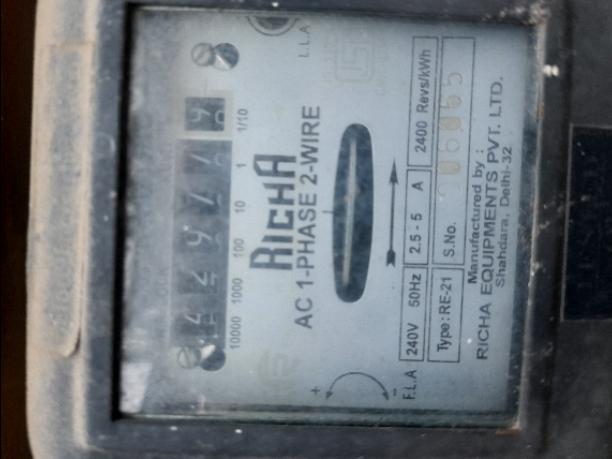 10000 1000 100 10 1 1/10
RICHA
AC 1-PHASE 2-WIRE
L.L.A
+
-
F.L.A 240V 50Hz 2.5 - 5 A 2400 Revs/kWh
Type: RE-21 S.No.
Manufactured by :
RICHA EQUIPMENTS PVT. LTD.
Shahdara, Delhi-32